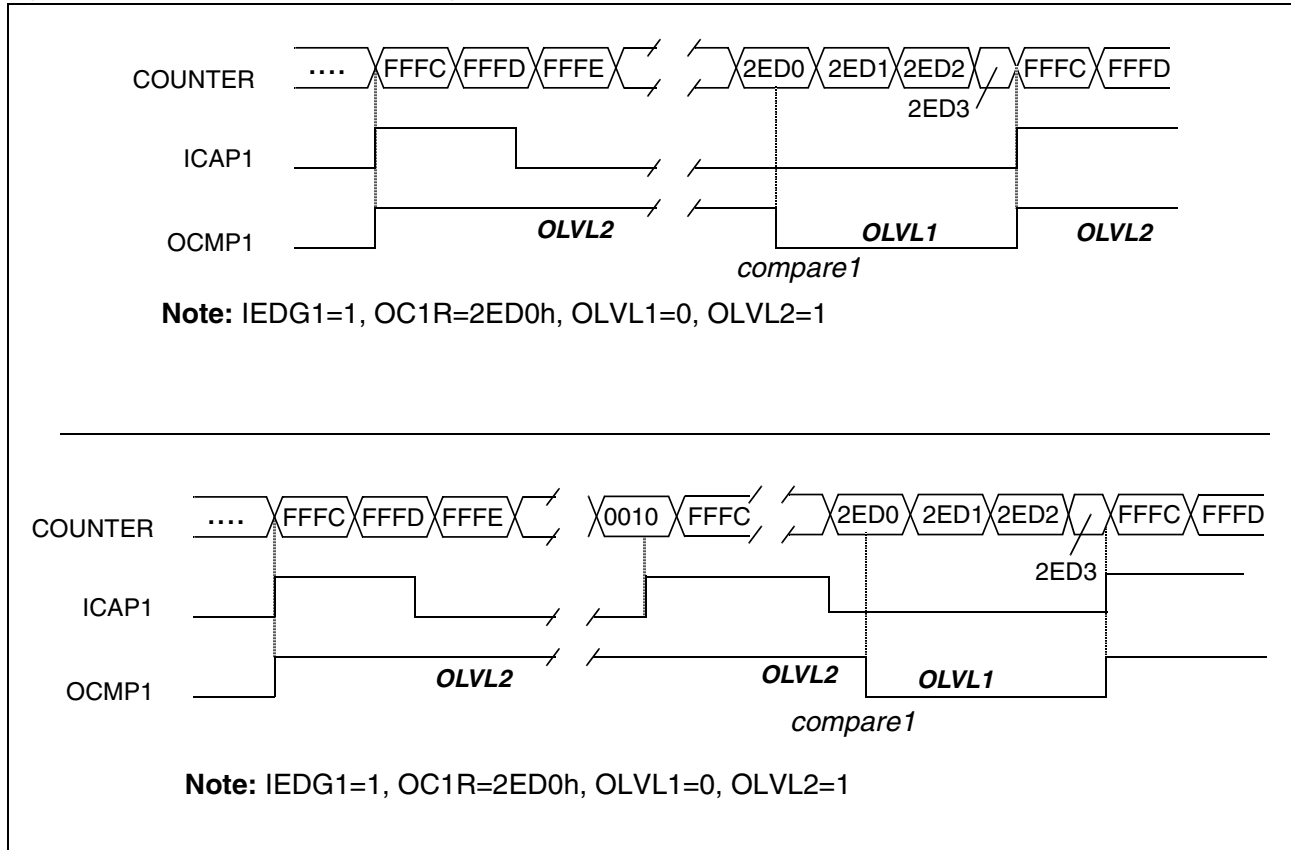 COUNTER .... FFFC FFFD FFFE 2ED0 2ED1 2ED2 FFFC FFFD
2ED3
ICAP1
OLVL2 OLVL1 OLVL2
OCMP1
compare1
Note: IEDG1=1, OC1R=2ED0h, OLVL1=0, OLVL2=1
COUNTER .... FFFC FFFD FFFE 0010 FFFC 2ED0 2ED1 2ED2 FFFC FFFD
2ED3
ICAP1
OLVL2 OLVL2 OLVL1
OCMP1
compare1
Note: IEDG1=1, OC1R=2ED0h, OLVL1=0, OLVL2=1